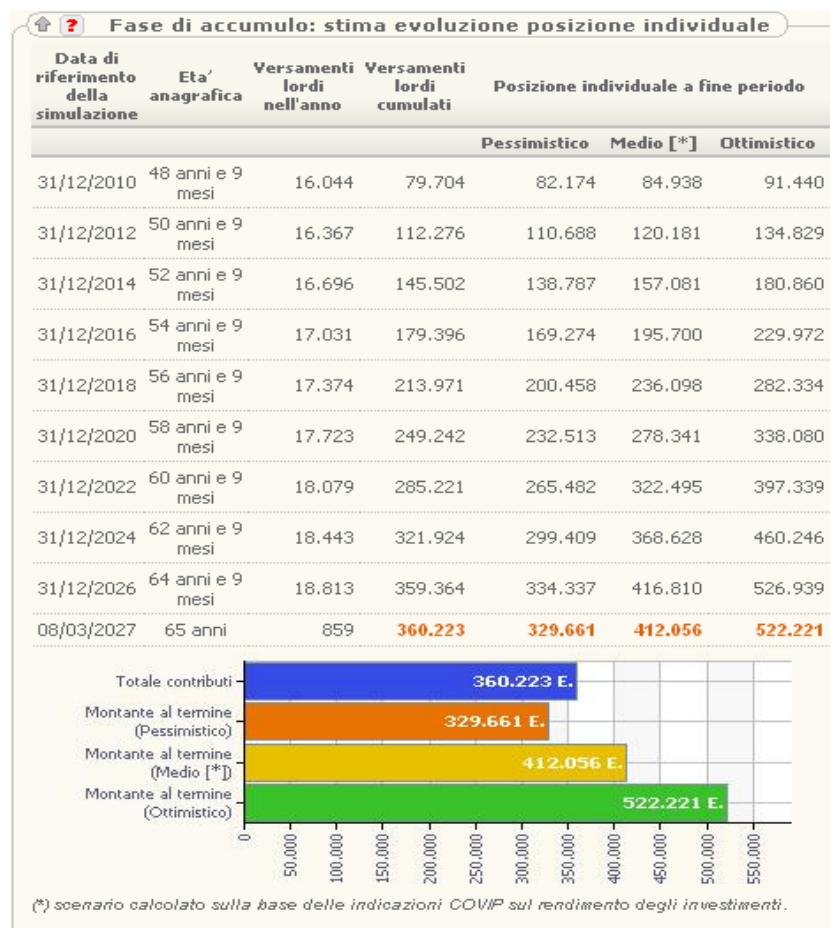 ? Fase di accumulo: stima evoluzione posizione individuale
Data di riferimento della simulazione Eta' anagrafica Versamenti lordi nell'anno Versamenti lordi cumulati Posizione individuale a fine periodo
Pessimistico Medio [*] Ottimistico
31/12/2010 48 anni e 9 mesi 16.044 79.704 82.174 84.938 91.440
31/12/2012 50 anni e 9 mesi 16.367 112.276 110.688 120.181 134.829
31/12/2014 52 anni e 9 mesi 16.696 145.502 138.787 157.081 180.860
31/12/2016 54 anni e 9 mesi 17.031 179.396 169.274 195.700 229.972
31/12/2018 56 anni e 9 mesi 17.374 213.971 200.458 236.098 282.334
31/12/2020 58 anni e 9 mesi 17.723 249.242 232.513 278.341 338.080
31/12/2022 60 anni e 9 mesi 18.079 285.221 265.482 322.495 397.339
31/12/2024 62 anni e 9 mesi 18.443 321.924 299.409 368.628 460.246
31/12/2026 64 anni e 9 mesi 18.813 359.364 334.337 416.810 526.939
08/03/2027 65 anni 859 360.223 329.661 412.056 522.221
Totale contributi 360.223 E.
Montante al termine (Pessimistico) 329.661 E.
Montante al termine (Medio [*]) 412.056 E.
Montante al termine (Ottimistico) 522.221 E.
0 50.000 100.000 150.000 200.000 250.000 300.000 350.000 400.000 450.000 500.000 550.000
(*) scenario calcolato sulla base delle indicazioni COVIP sul rendimento degli investimenti.